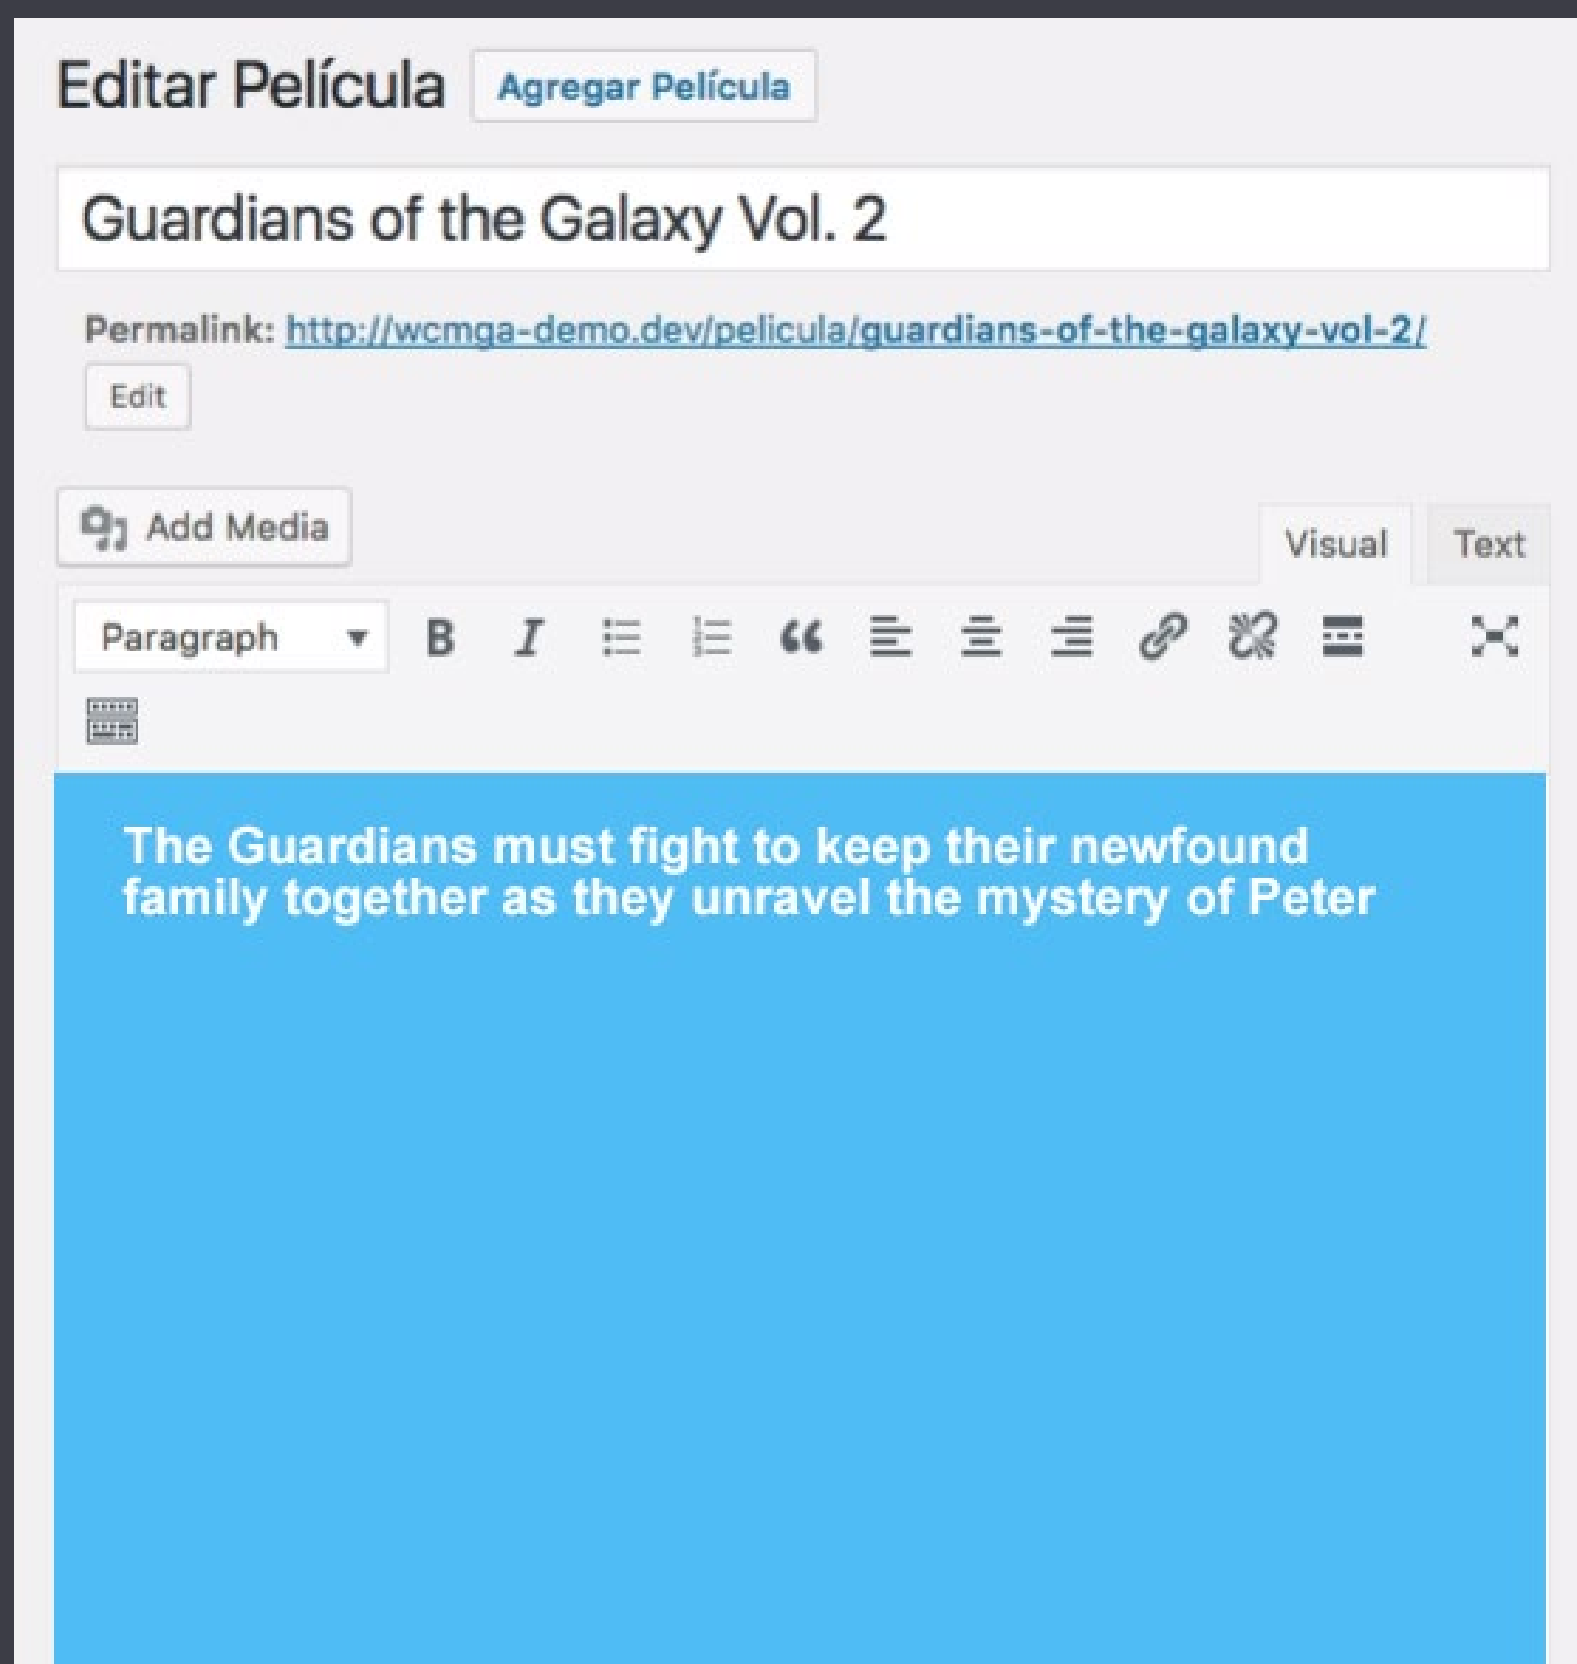 Editar Película Agregar Película
Guardians of the Galaxy Vol. 2
Permalink: http://wcmga-demo.dev/pelicula/guardians-of-the-galaxy-vol-2/
Edit
Add Media
Visual Text
Paragraph
The Guardians must fight to keep their newfound
family together as they unravel the mystery of Peter